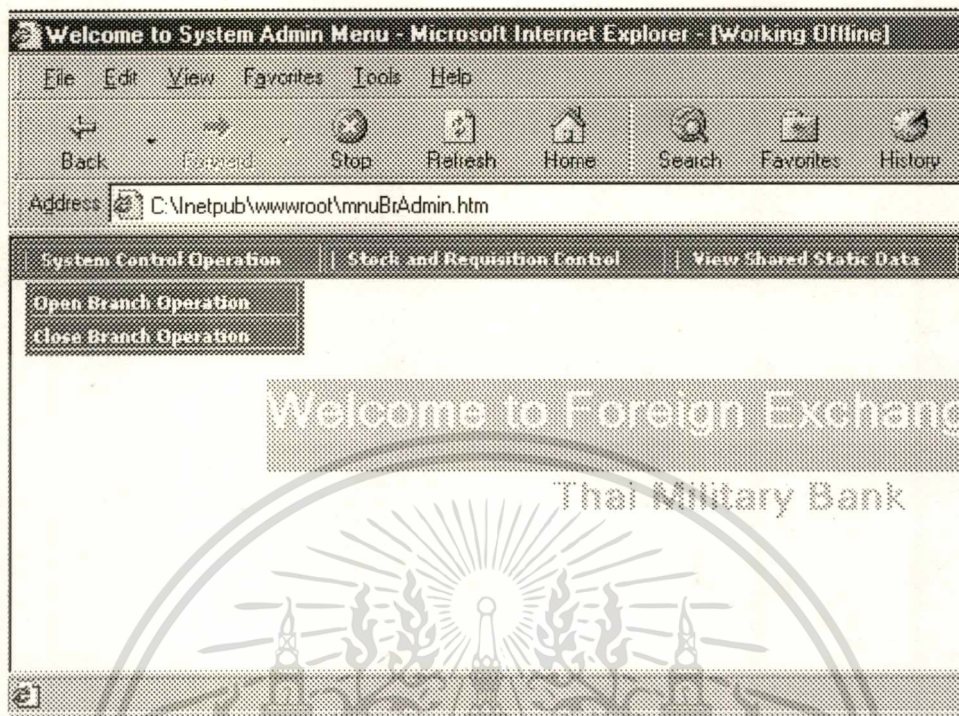 Welcome to System Admin Menu - Microsoft Internet Explorer - [Working Offline]
File Edit View Favorites Tools Help
Back Forward Stop Refresh Home Search Favorites History
Address C:\Inetpub\wwwroot\mnuBrAdmin.htm
System Control Operation | Stock and Requisition Control | View Shared Static Data
Open Branch Operation
Close Branch Operation
Welcome to Foreign Exchang
Thai Military Bank